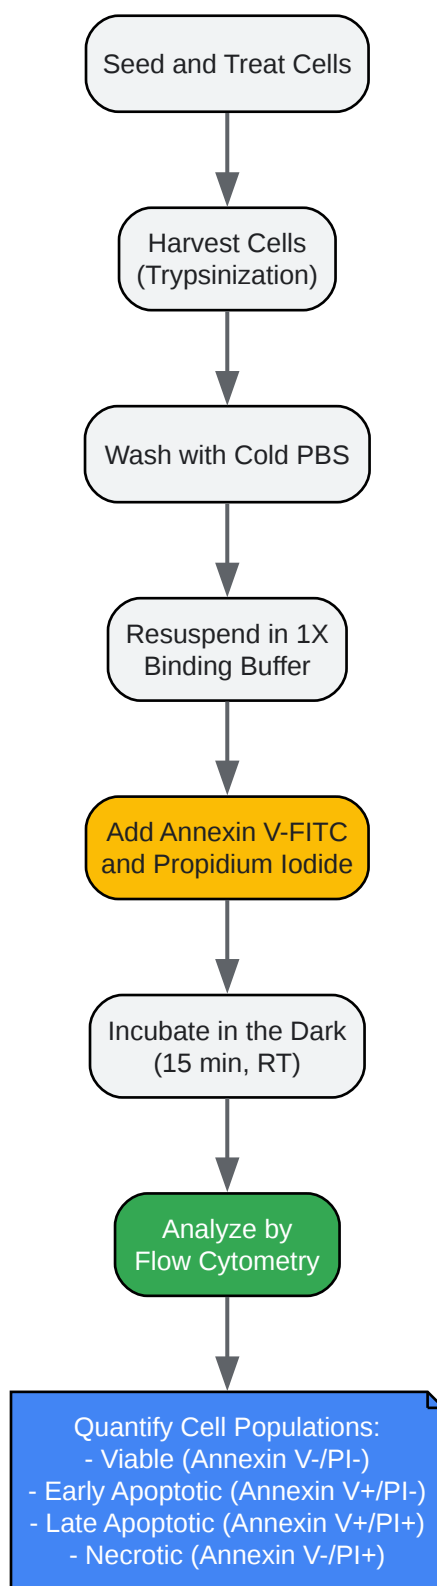 Seed and Treat Cells
Harvest Cells
(Trypsinization)
Wash with Cold PBS
Resuspend in 1X
Binding Buffer
Add Annexin V-FITC
and Propidium Iodide
Incubate in the Dark
(15 min, RT)
Analyze by
Flow Cytometry
Quantify Cell Populations:
- Viable (Annexin V-/PI-)
- Early Apoptotic (Annexin V+/PI-)
- Late Apoptotic (Annexin V+/PI+)
- Necrotic (Annexin V-/PI+)